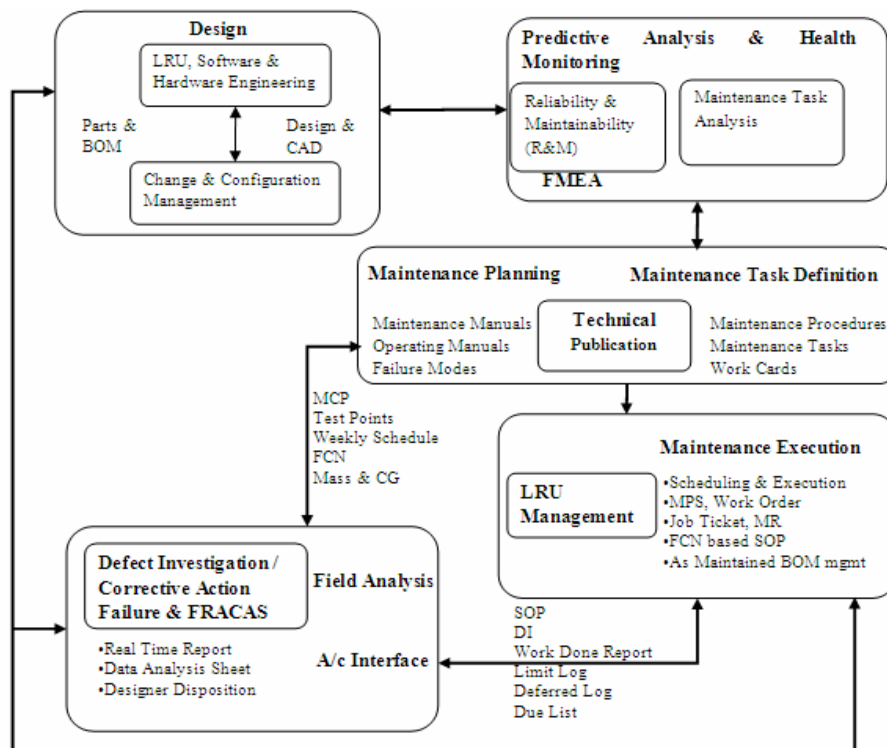 Design
LRU, Software &
Hardware Engineering
Parts &
BOM
Design &
CAD
Change & Configuration
Management
Predictive Analysis & Health
Monitoring
Reliability &
Maintainability
(R&M)
Maintenance Task
Analysis
FMEA
Maintenance Planning
Maintenance Task Definition
Maintenance Manuals
Operating Manuals
Failure Modes
Technical
Publication
Maintenance Procedures
Maintenance Tasks
Work Cards
MCP
Test Points
Weekly Schedule
FCN
Mass & CG
Maintenance Execution
LRU
Management
•Scheduling & Execution
•MPS, Work Order
•Job Ticket, MR
•FCN based SOP
•As Maintained BOM mgmt
Defect Investigation /
Corrective Action
Failure & FRACAS
Field Analysis
•Real Time Report
•Data Analysis Sheet
•Designer Disposition
A/c Interface
SOP
DI
Work Done Report
Limit Log
Deferred Log
Due List